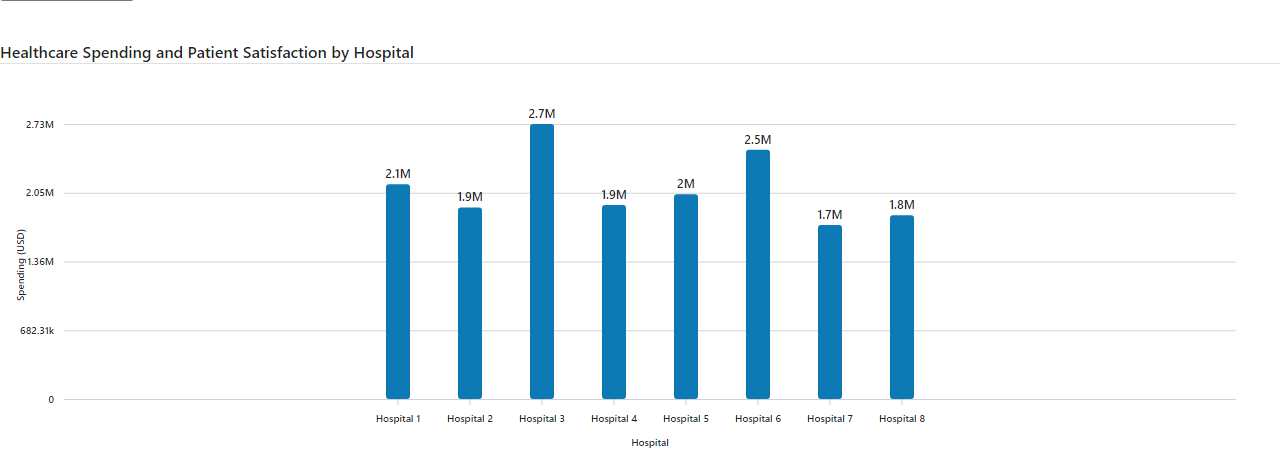 Healthcare Spending and Patient Satisfaction by Hospital
2.73M
2.05M
1.36M
682.31k
0
Spending (USD)
2.1M
1.9M
2.7M
1.9M
2M
2.5M
1.7M
1.8M
Hospital 1
Hospital 2
Hospital 3
Hospital 4
Hospital 5
Hospital 6
Hospital 7
Hospital 8
Hospital